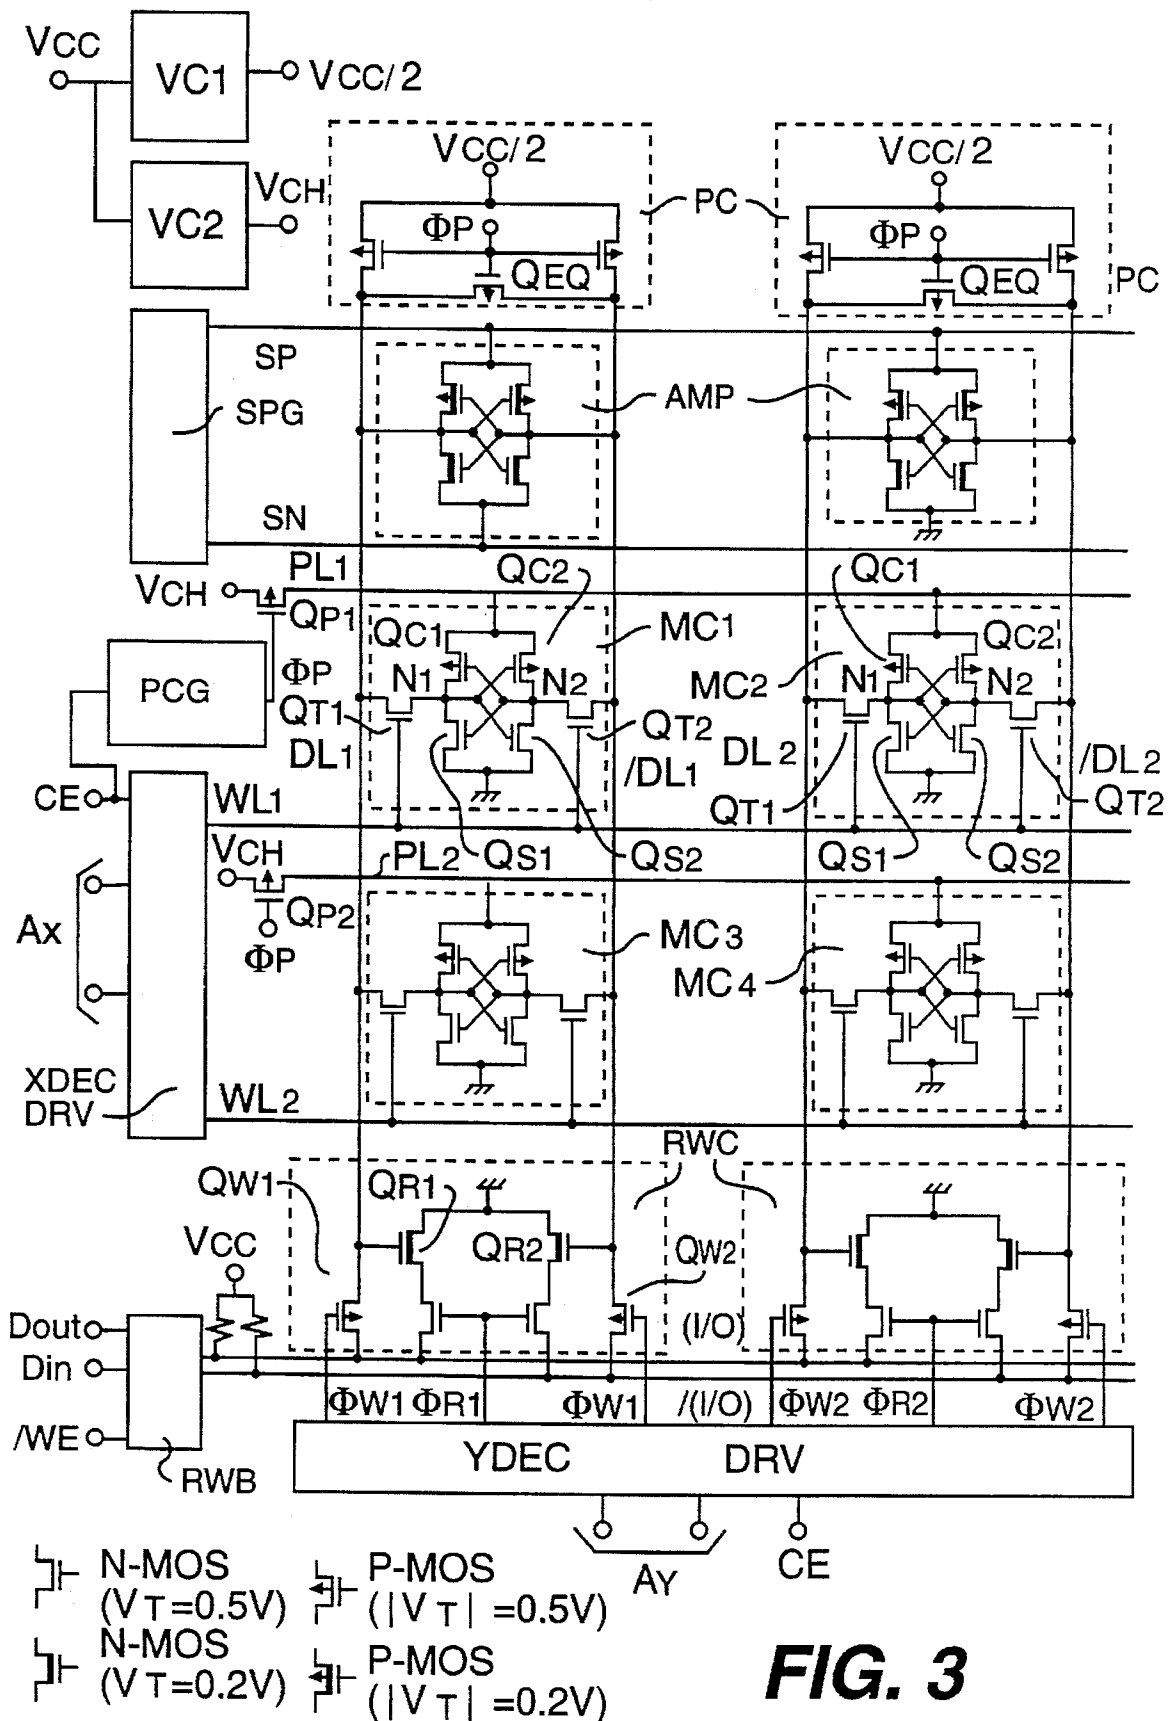 VCC
VC1
VCC/2
VC2
VCH
VCC/2
VCC/2
PC
ΦP
ΦP
QEQ
QEQ
PC
SP
SPG
AMP
SN
PL1
QC2
QC1
VCH
QP1
QC1
MC1
QC2
PCG
ΦP
N1
N2
MC2
N1
N2
QT1
QT2
DL1
/DL1
DL2
/DL2
CE
WL1
QT1
QT2
VCH
PL2
QS1
QS2
QS1
QS2
AX
QP2
ΦP
MC3
MC4
XDEC
DRV
WL2
RWC
QW1
QR1
VCC
QR2
QW2
Dout
(I/O)
Din
ΦW1
ΦR1
ΦW1
/(I/O)
ΦW2
ΦR2
ΦW2
/WE
YDEC
DRV
RWB
AY
CE
N-MOS
(VT=0.5V)
P-MOS
(|VT|=0.5V)
N-MOS
(VT=0.2V)
P-MOS
(|VT|=0.2V)
FIG. 3